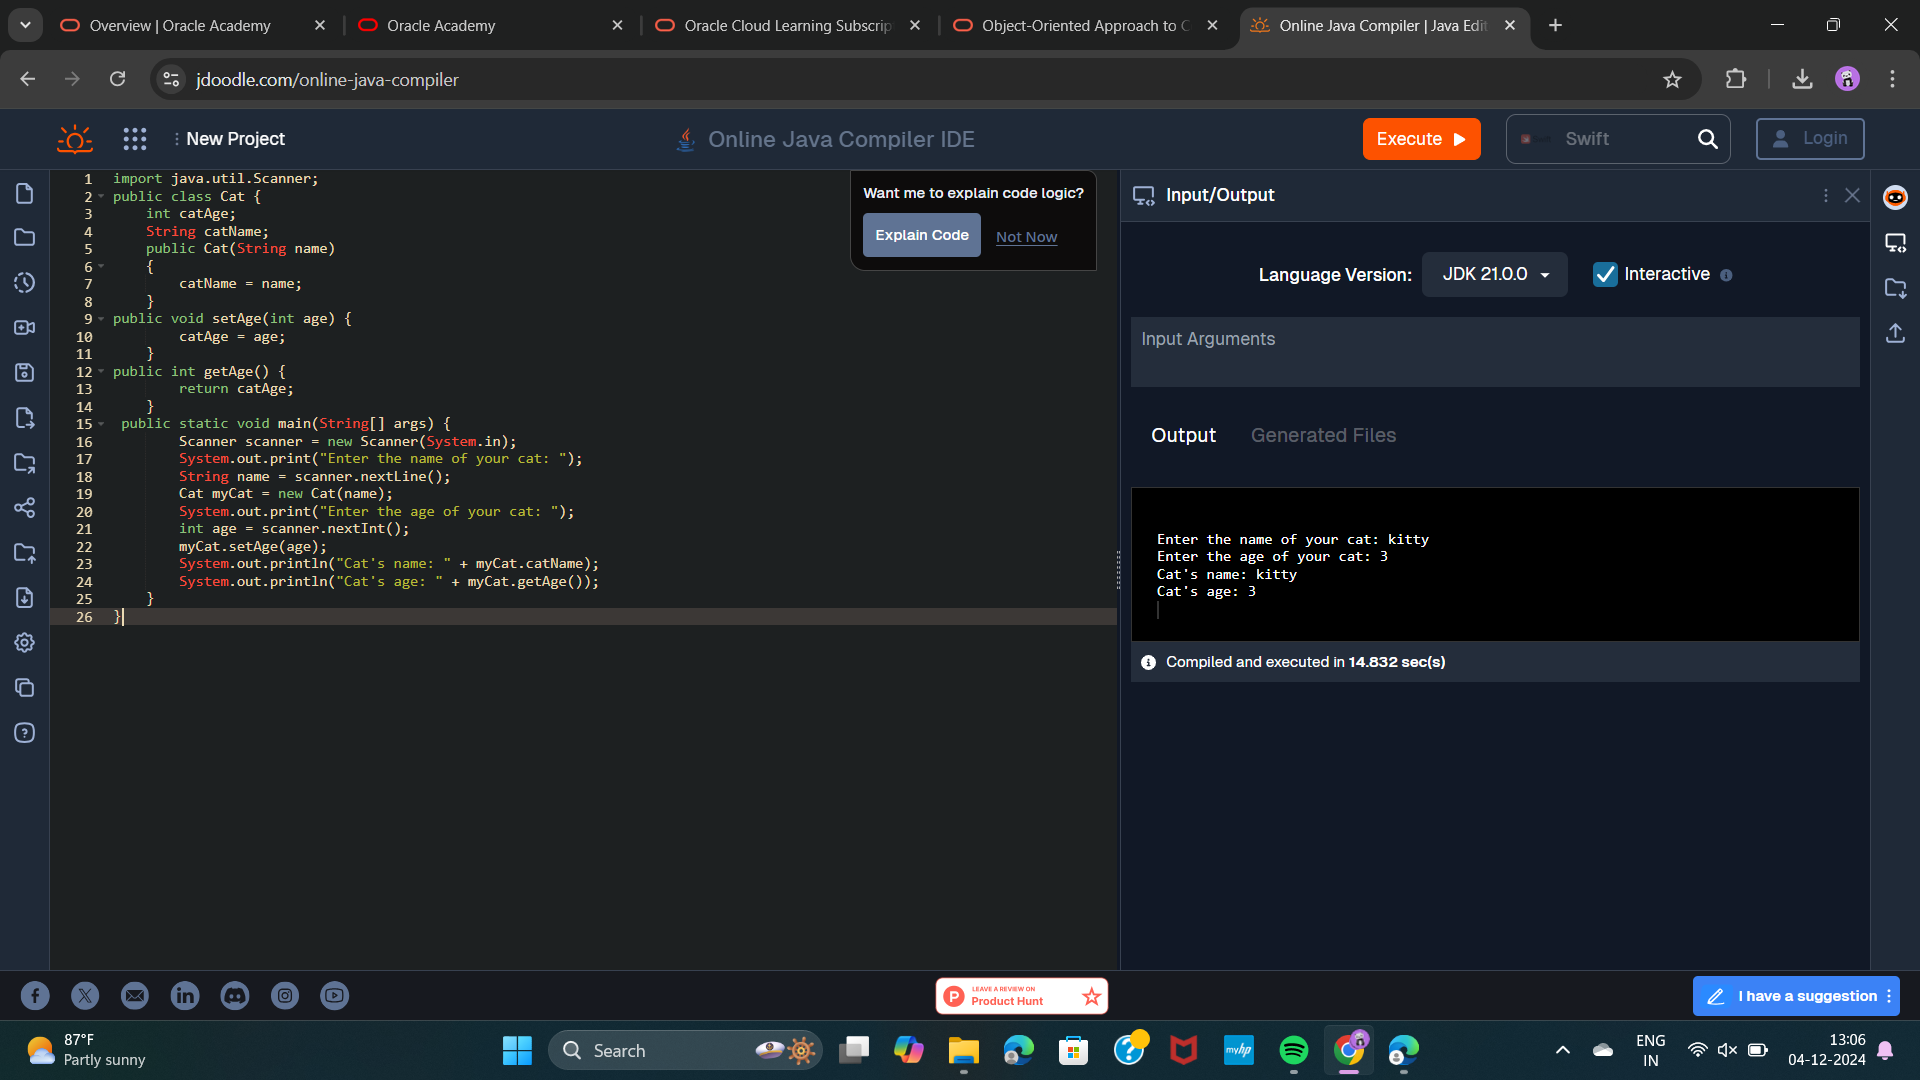 Overview | Oracle Academy
Oracle Academy
Oracle Cloud Learning Subscrip
Object-Oriented Approach to C
Online Java Compiler | Java Edit
jdoodle.com/online-java-compiler
New Project
Online Java Compiler IDE
Execute
Swift
Login
1 import java.util.Scanner;
2 public class Cat {
3 int catAge;
4 String catName;
5 public Cat(String name)
6 {
7 catName = name;
8 }
9 public void setAge(int age) {
10 catAge = age;
11 }
12 public int getAge() {
13 return catAge;
14 }
15 public static void main(String[] args) {
16 Scanner scanner = new Scanner(System.in);
17 System.out.print("Enter the name of your cat: ");
18 String name = scanner.nextLine();
19 Cat myCat = new Cat(name);
20 System.out.print("Enter the age of your cat: ");
21 int age = scanner.nextInt();
22 myCat.setAge(age);
23 System.out.println("Cat's name: " + myCat.catName);
24 System.out.println("Cat's age: " + myCat.getAge());
25 }
26 }
Want me to explain code logic?
Explain Code
Not Now
Input/Output
Language Version:
JDK 21.0.0
Interactive
Input Arguments
Output
Generated Files
Enter the name of your cat: kitty
Enter the age of your cat: 3
Cat's name: kitty
Cat's age: 3
Compiled and executed in 14.832 sec(s)
LEAVE A REVIEW ON
Product Hunt
I have a suggestion
87°F
Partly sunny
Search
myhp
ENG
IN
13:06
04-12-2024